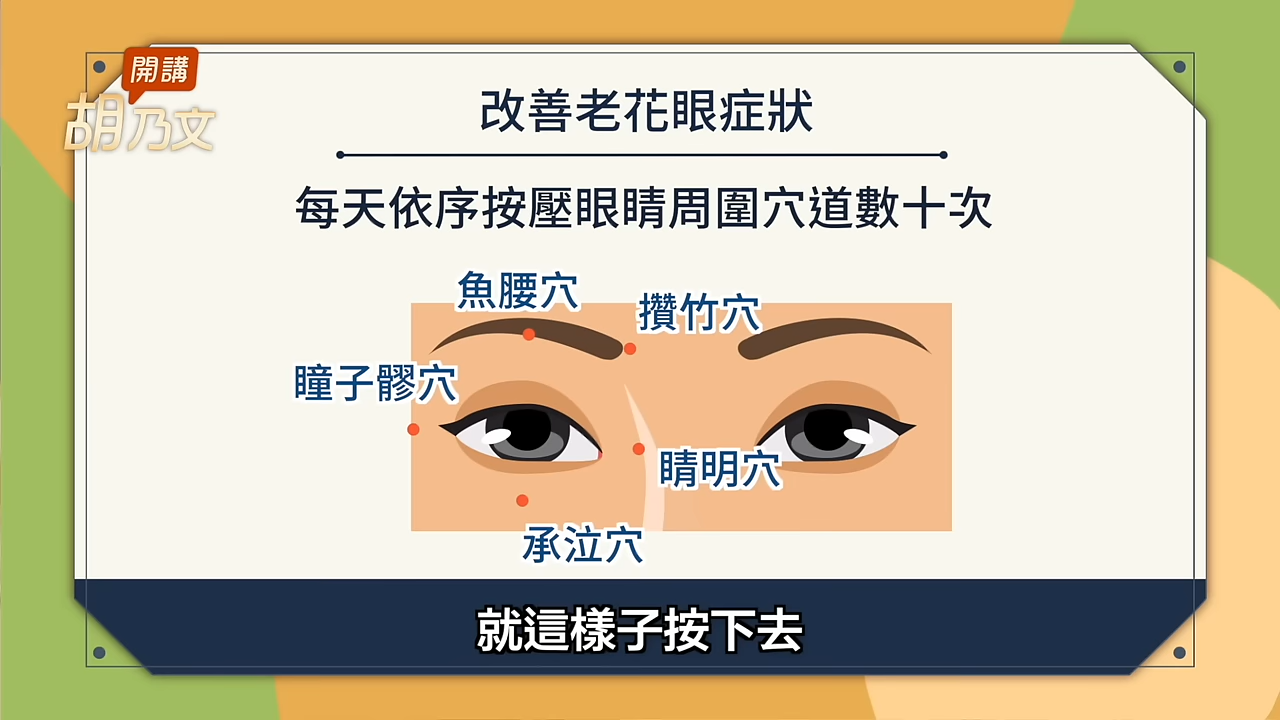 開講
胡乃文
改善老花眼症狀
每天依序按壓眼睛周圍穴道數十次
魚腰穴
攢竹穴
瞳子髎穴
睛明穴
承泣穴
就這樣子按下去